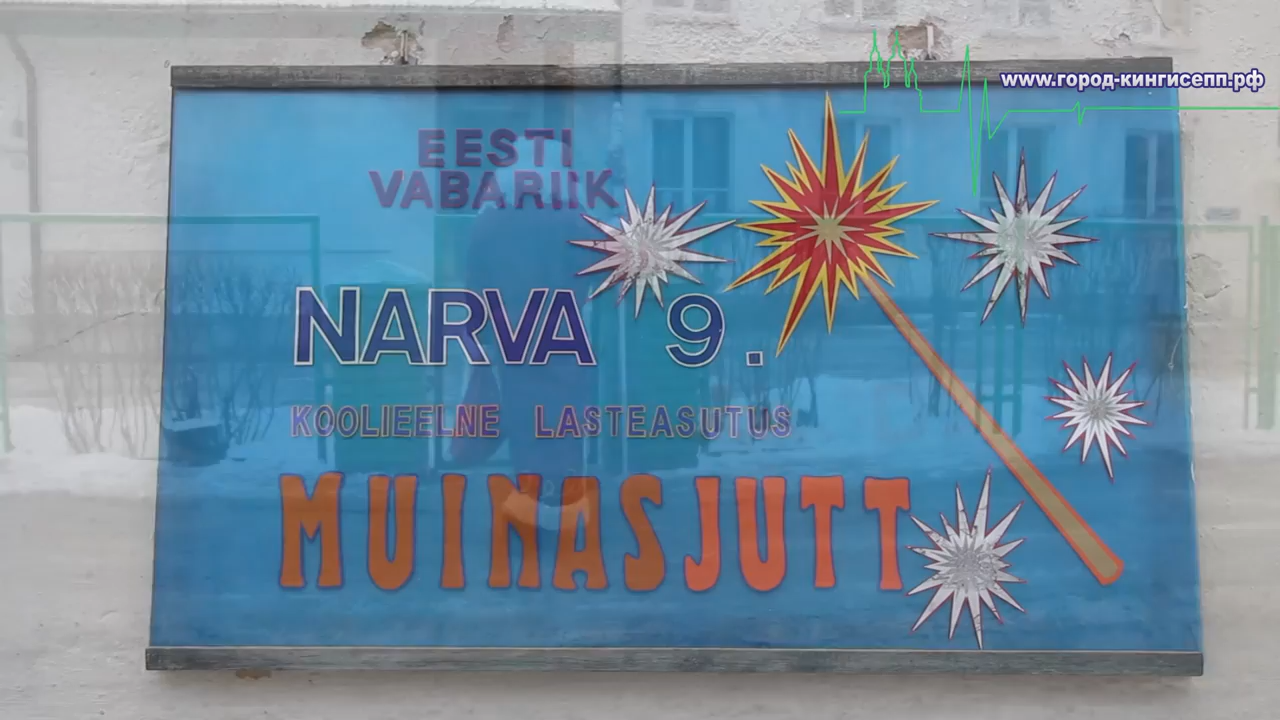 www.город-кингисепп.рф
EESTI
VABARIIK
NARVA 9.
KOOLIEELNE LASTEASUTUS
MUINASJUTT